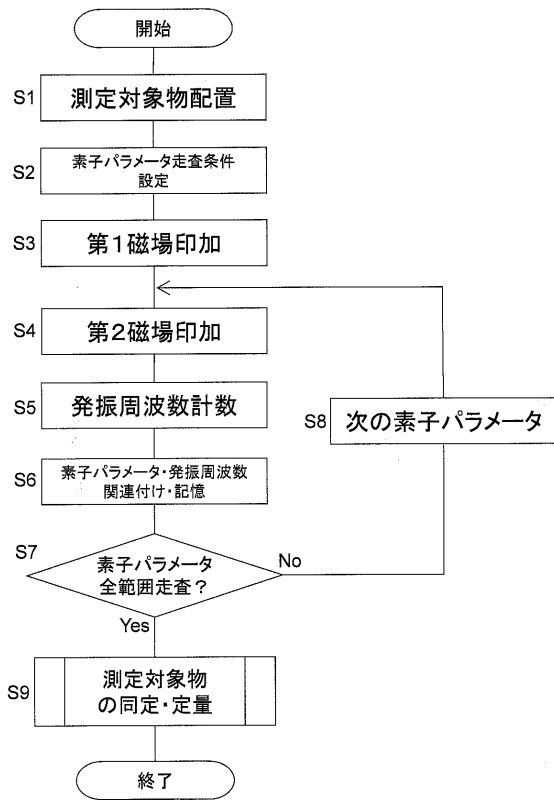 開始
S1
測定対象物配置
S2
素子パラメータ走査条件
設定
S3
第1磁場印加
S4
第2磁場印加
S5
発振周波数計数
S8
次の素子パラメータ
S6
素子パラメータ・発振周波数
関連付け・記憶
S7
素子パラメータ
全範囲走査?
No
Yes
S9
測定対象物
の同定・定量
終了